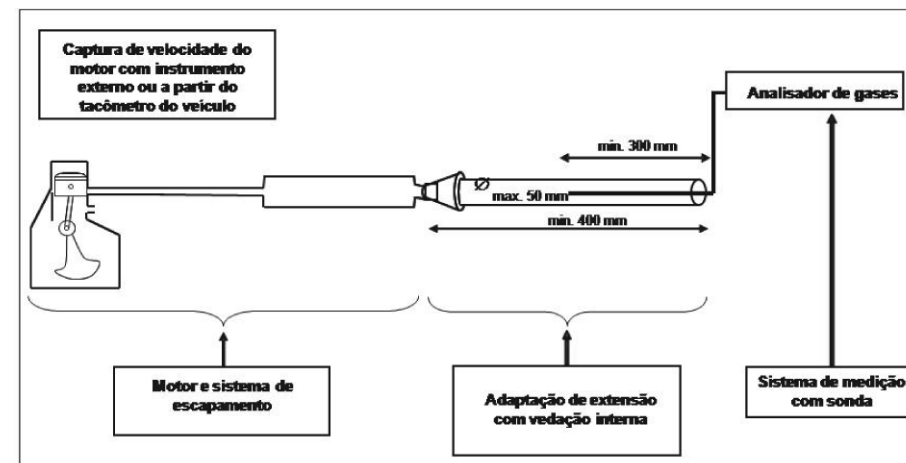 Captura de velocidade do
motor com instrumento
externo ou a partir do
tacômetro do veículo
Analisador de gases
min. 300 mm
Ø
max. 50 mm
min. 400 mm
Motor e sistema de
escapamento
Adaptação de extensão
com vedação interna
Sistema de medição
com sonda